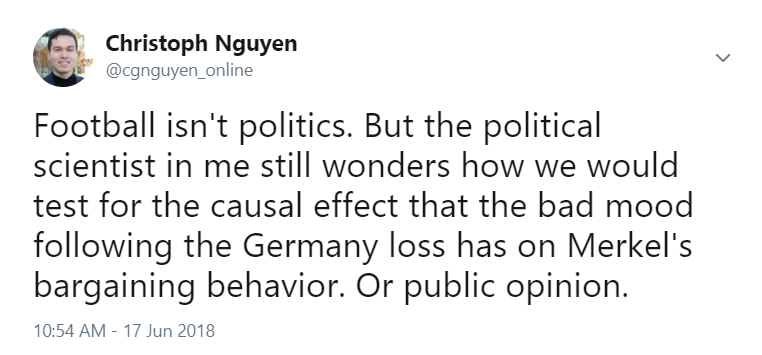 Christoph Nguyen
@cgnguyen_online
Football isn't politics. But the political
scientist in me still wonders how we would
test for the causal effect that the bad mood
following the Germany loss has on Merkel's
bargaining behavior. Or public opinion.
10:54 AM - 17 Jun 2018